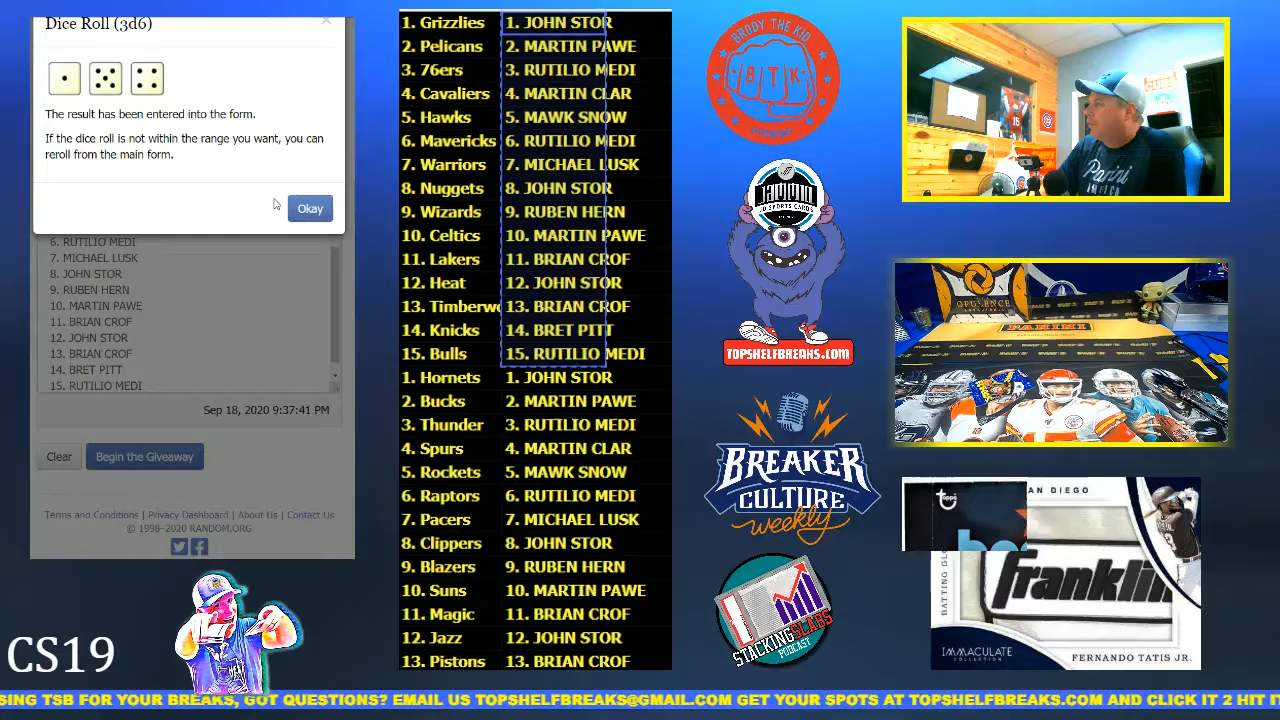 Dice Roll (3d6)
×
The result has been entered into the form.
If the dice roll is not within the range you want, you can
reroll from the main form.
Okay
6. RUTILIO MEDI
7. MICHAEL LUSK
8. JOHN STOR
9. RUBEN HERN
10. MARTIN PAWE
11. BRIAN CROF
12. JOHN STOR
13. BRIAN CROF
14. BRET PITT
15. RUTILIO MEDI
Sep 18, 2020 9:37:41 PM
Clear
Begin the Giveaway
Terms and Conditions | Privacy Dashboard | About Us | Contact Us
© 1998–2020 RANDOM.ORG
CS19
1. Grizzlies 1. JOHN STOR
2. Pelicans 2. MARTIN PAWE
3. 76ers 3. RUTILIO MEDI
4. Cavaliers 4. MARTIN CLAR
5. Hawks 5. MAWK SNOW
6. Mavericks 6. RUTILIO MEDI
7. Warriors 7. MICHAEL LUSK
8. Nuggets 8. JOHN STOR
9. Wizards 9. RUBEN HERN
10. Celtics 10. MARTIN PAWE
11. Lakers 11. BRIAN CROF
12. Heat 12. JOHN STOR
13. Timberwo 13. BRIAN CROF
14. Knicks 14. BRET PITT
15. Bulls 15. RUTILIO MEDI
1. Hornets 1. JOHN STOR
2. Bucks 2. MARTIN PAWE
3. Thunder 3. RUTILIO MEDI
4. Spurs 4. MARTIN CLAR
5. Rockets 5. MAWK SNOW
6. Raptors 6. RUTILIO MEDI
7. Pacers 7. MICHAEL LUSK
8. Clippers 8. JOHN STOR
9. Blazers 9. RUBEN HERN
10. Suns 10. MARTIN PAWE
11. Magic 11. BRIAN CROF
12. Jazz 12. JOHN STOR
13. Pistons 13. BRIAN CROF
BRODY THE KID
BTK
JAMMIN
D SPORTS CARDS
TOPSHELFBREAKS.COM
BREAKER
CULTURE
weekly
STACKING SLABS
PODCAST
Panini
AMERICA
OPULENCE
PANINI
topps
AN DIEGO
BATTING GLO
Franklin
IMMACULATE
COLLECTION
FERNANDO TATIS JR.
SING TSB FOR YOUR BREAKS, GOT QUESTIONS? EMAIL US TOPSHELFBREAKS@GMAIL.COM GET YOUR SPOTS AT TOPSHELFBREAKS.COM AND CLICK IT 2 HIT I